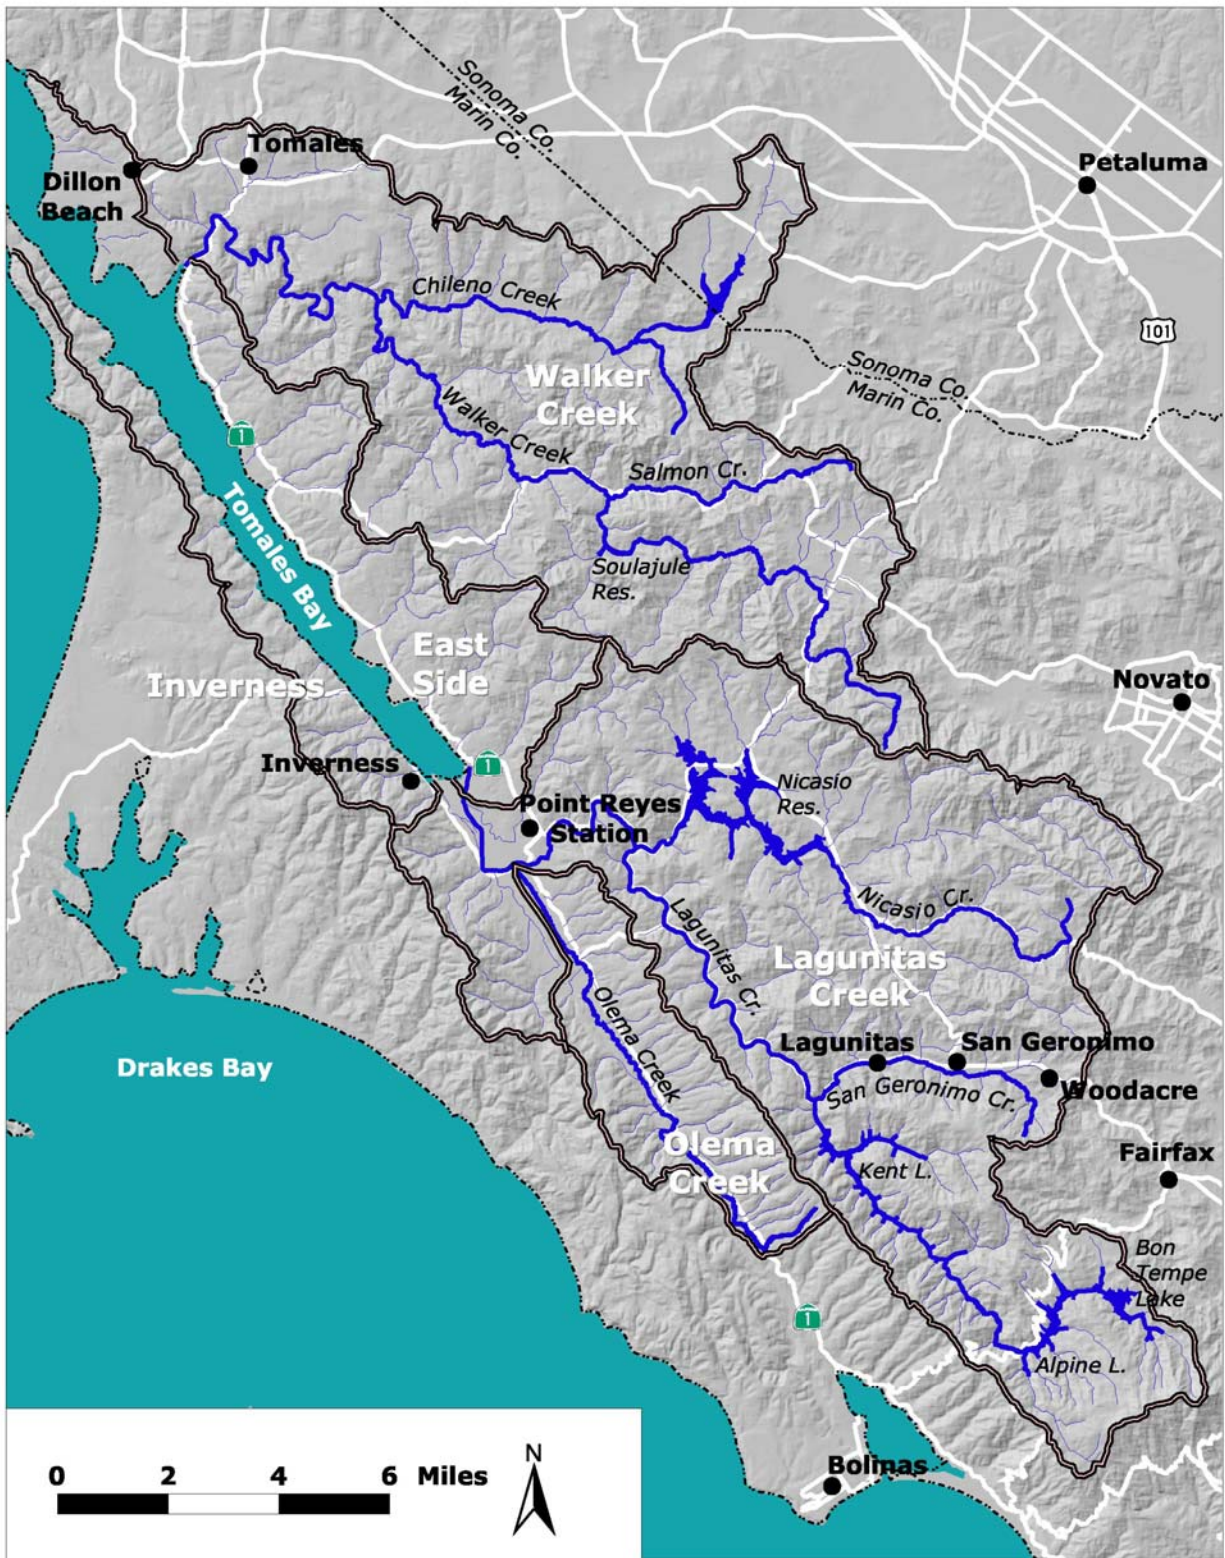 Sonoma Co.
Marin Co.
Tomales
Petaluma
Dillon
Beach
Chileno Creek
101
Sonoma Co.
Marin Co.
Walker
Creek
Walker Creek
1
Salmon Cr.
Tomales Bay
Soulajule
Res.
East
Side
Inverness
Novato
Inverness
1
Nicasio
Res.
Point Reyes
Station
Nicasio Cr.
Lagunitas Cr.
Lagunitas
Creek
Olema Creek
Lagunitas
San Geronimo
Drakes Bay
Woodacre
San Geronimo Cr.
Olema
Creek
Fairfax
Kent L.
Bon
Tempe
Lake
1
Alpine L.
Bolinas
0 2 4 6 Miles
N